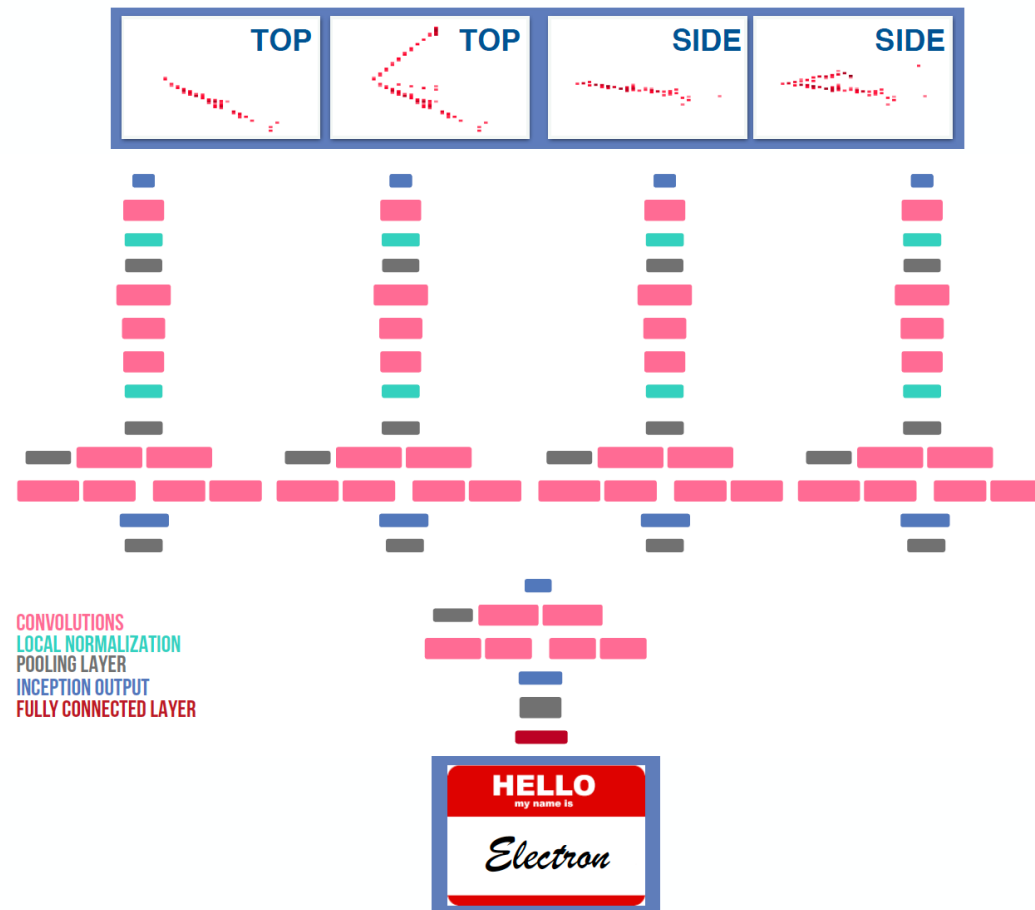 TOP
TOP
SIDE
SIDE
CONVOLUTIONS
LOCAL NORMALIZATION
POOLING LAYER
INCEPTION OUTPUT
FULLY CONNECTED LAYER
HELLO
my name is
Electron